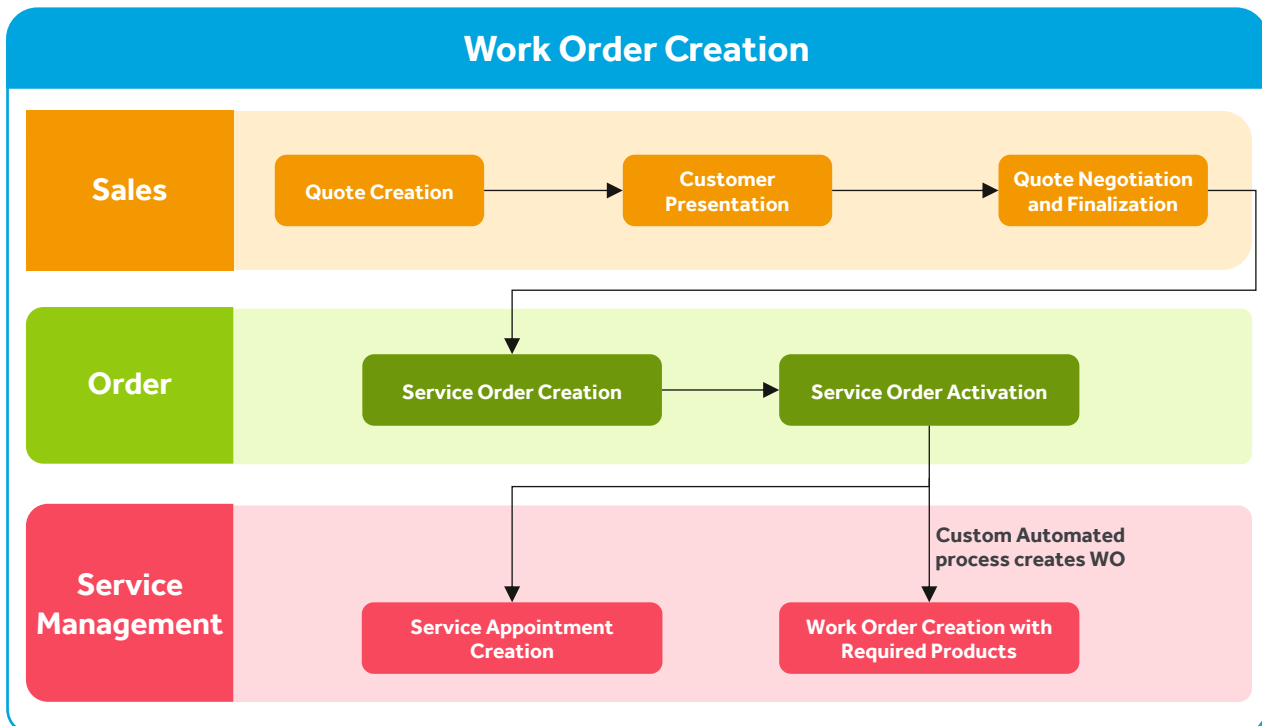 Work Order Creation
Sales
Quote Creation
Customer
Presentation
Quote Negotiation
and Finalization
Order
Service Order Creation
Service Order Activation
Service
Management
Custom Automated
process creates WO
Service Appointment
Creation
Work Order Creation with
Required Products